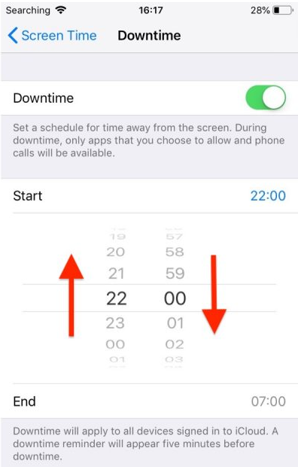 Searching 16:17 28%
Screen Time Downtime
Downtime
Set a schedule for time away from the screen. During
downtime, only apps that you choose to allow and phone
calls will be available.
Start 22:00
19 57
20 58
21 59
22 00
23 01
00 02
01 03
End 07:00
Downtime will apply to all devices signed in to iCloud. A
downtime reminder will appear five minutes before
downtime.